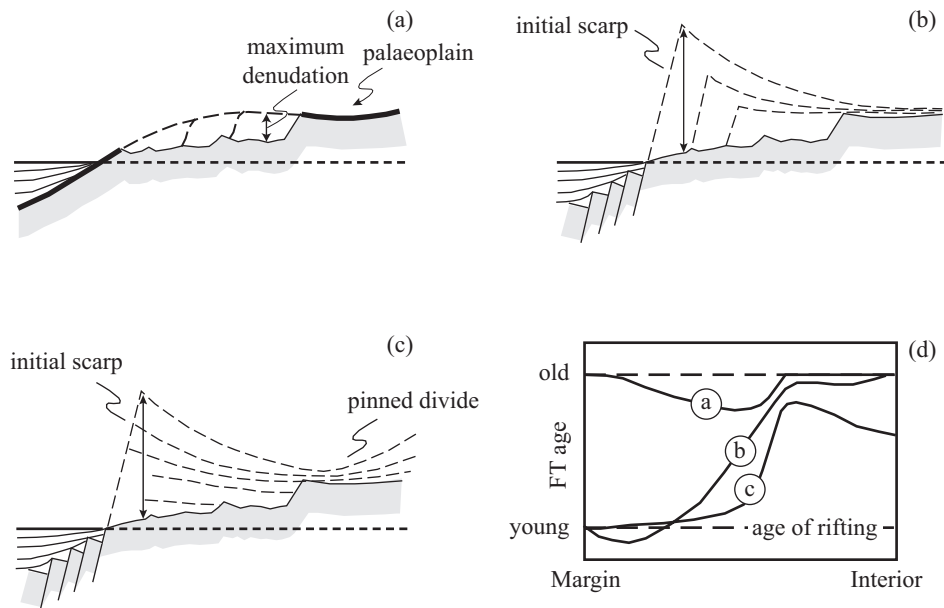 (a)
maximum
denudation
palaeoplain
(b)
initial scarp
(c)
initial scarp
pinned divide
(d)
old
a
b
FT age
c
young
age of rifting
Margin
Interior